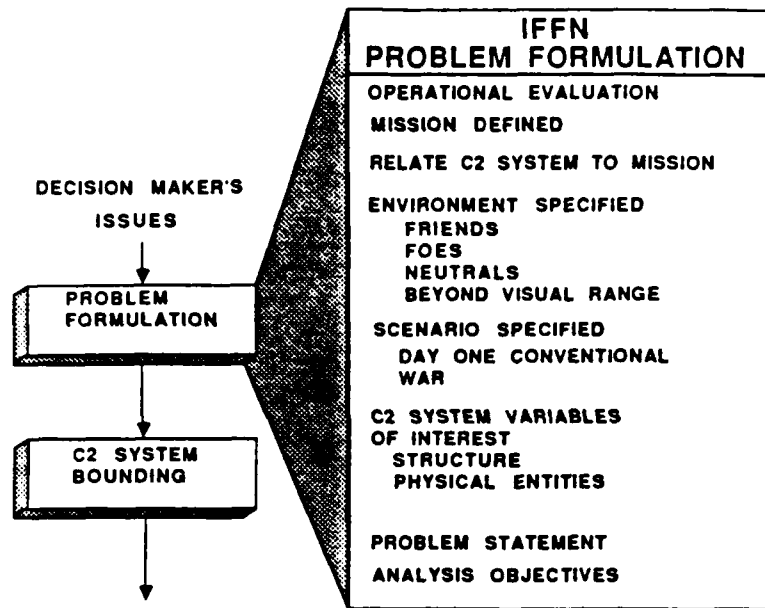 DECISION MAKER'S
ISSUES
PROBLEM
FORMULATION
C2 SYSTEM
BOUNDING
IFFN
PROBLEM FORMULATION
OPERATIONAL EVALUATION
MISSION DEFINED
RELATE C2 SYSTEM TO MISSION
ENVIRONMENT SPECIFIED
FRIENDS
FOES
NEUTRALS
BEYOND VISUAL RANGE
SCENARIO SPECIFIED
DAY ONE CONVENTIONAL
WAR
C2 SYSTEM VARIABLES
OF INTEREST
STRUCTURE
PHYSICAL ENTITIES
PROBLEM STATEMENT
ANALYSIS OBJECTIVES